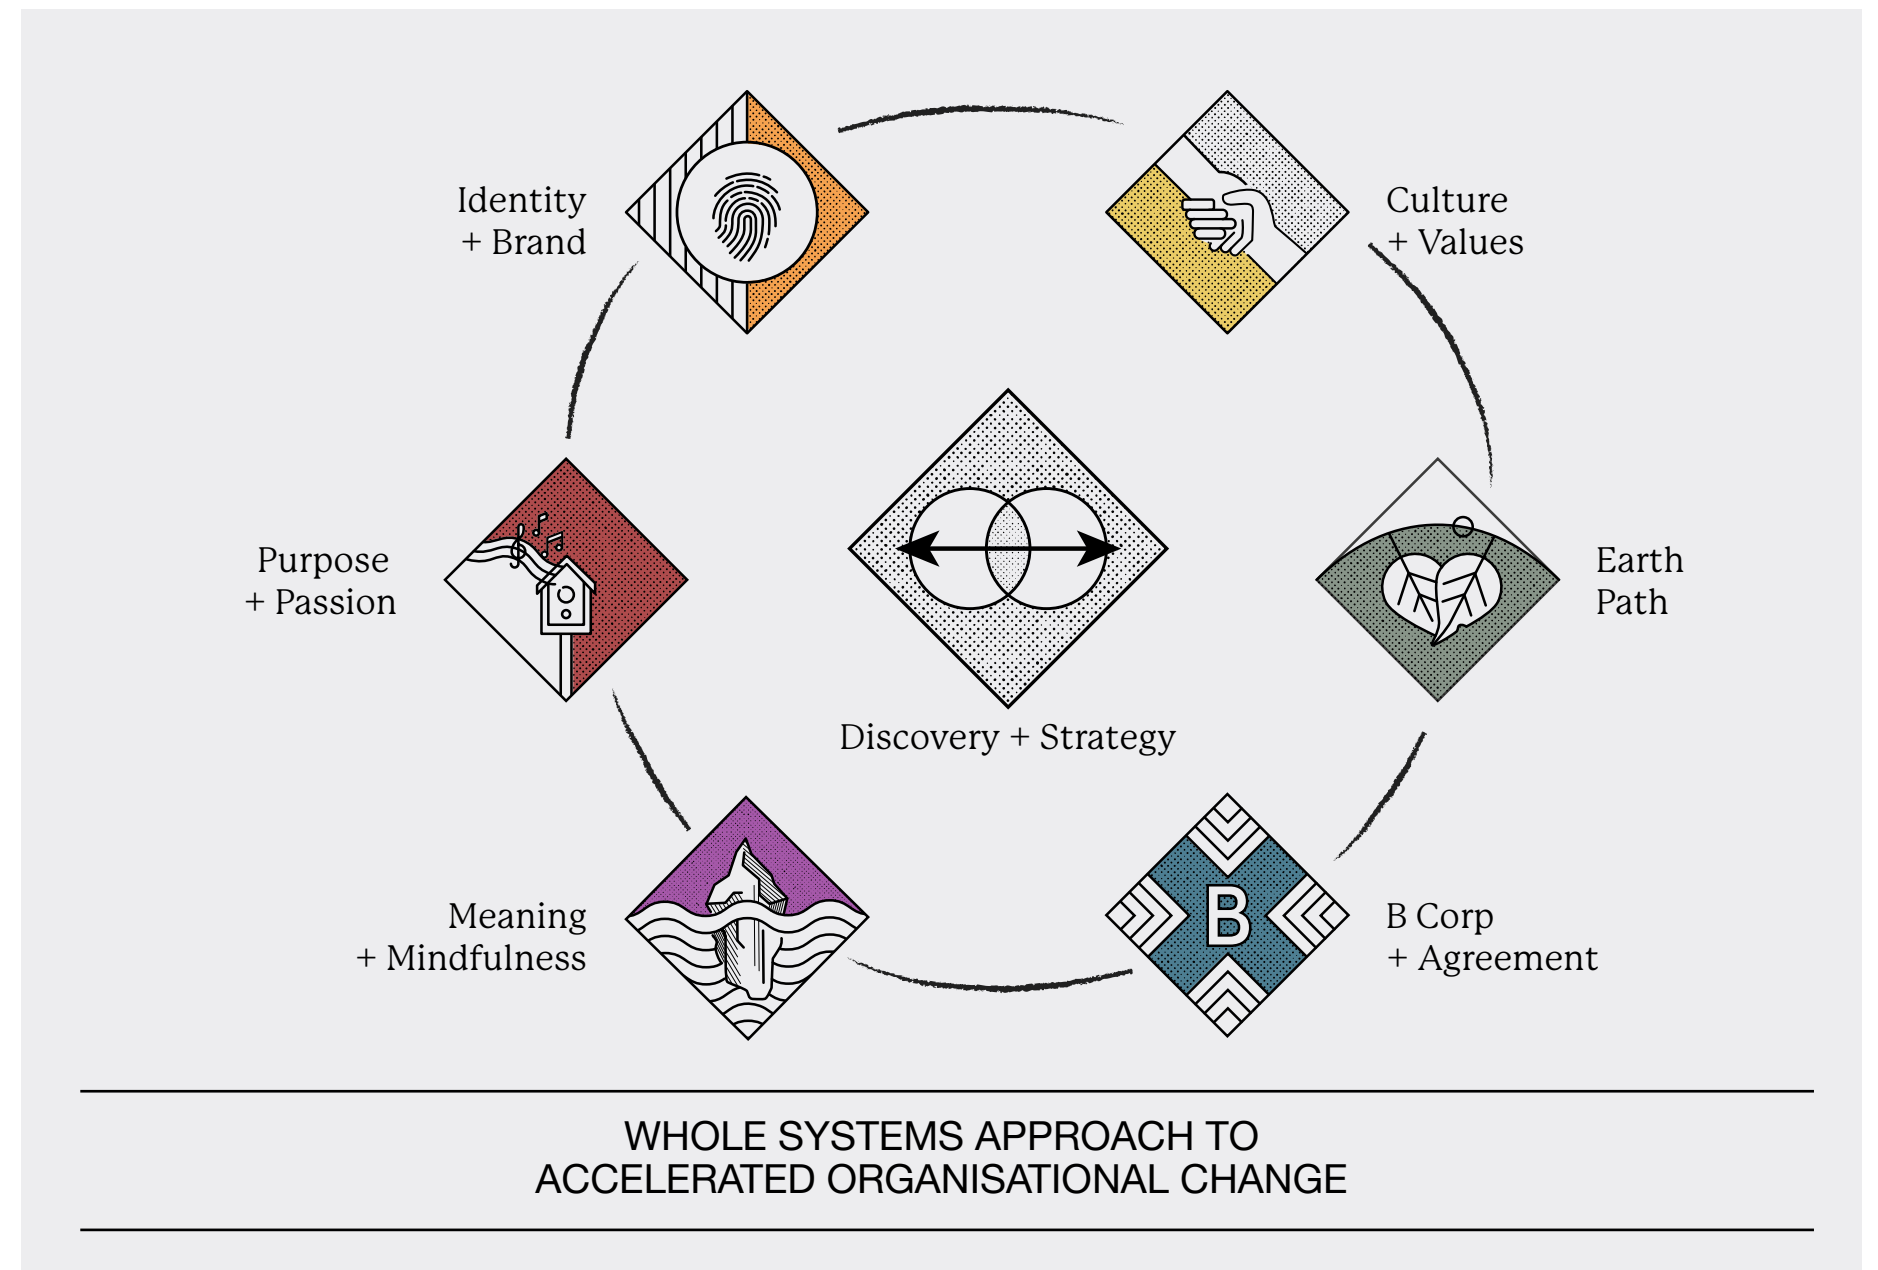 Identity
+ Brand
Culture
+ Values
Purpose
+ Passion
Earth
Path
Discovery + Strategy
Meaning
+ Mindfulness
B
B Corp
+ Agreement
WHOLE SYSTEMS APPROACH TO
ACCELERATED ORGANISATIONAL CHANGE